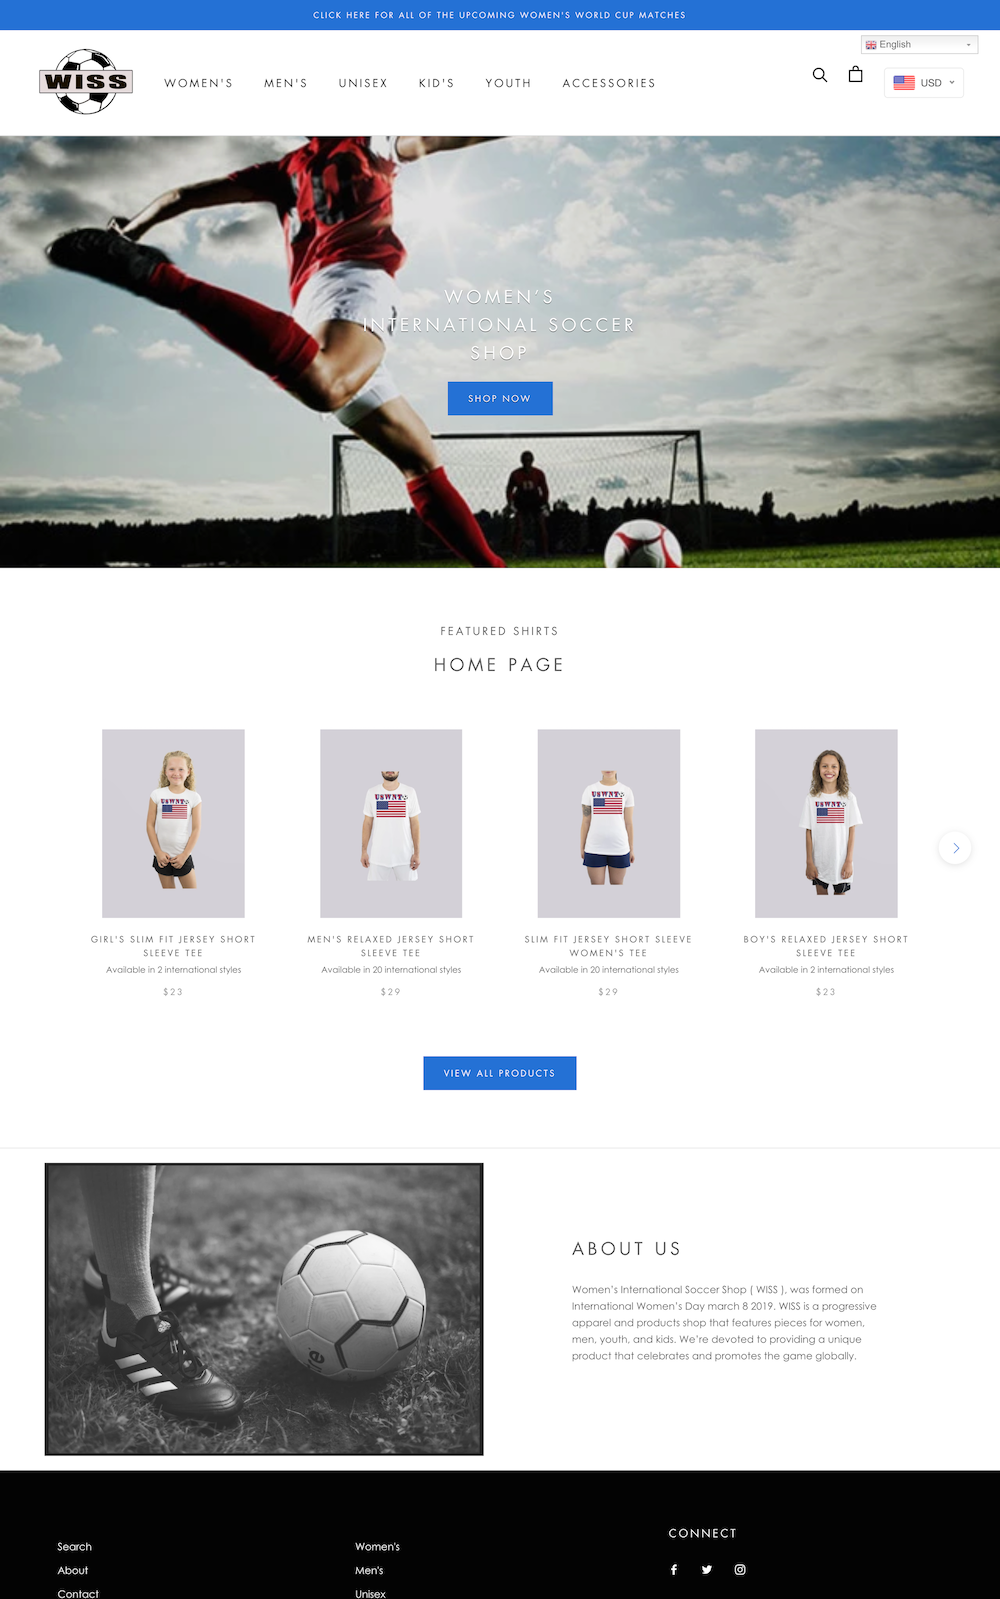 CLICK HERE FOR ALL OF THE UPCOMING WOMEN'S WORLD CUP MATCHES
English
WISS
WOMEN'S MEN'S UNISEX KID'S YOUTH ACCESSORIES
USD
WOMEN'S
INTERNATIONAL SOCCER
SHOP
SHOP NOW
FEATURED SHIRTS
HOME PAGE
USWNT USWNT USWNT USWNT
GIRL'S SLIM FIT JERSEY SHORT
SLEEVE TEE
Available in 2 international styles
$23
MEN'S RELAXED JERSEY SHORT
SLEEVE TEE
Available in 20 international styles
$29
SLIM FIT JERSEY SHORT SLEEVE
WOMEN'S TEE
Available in 20 international styles
$29
BOY'S RELAXED JERSEY SHORT
SLEEVE TEE
Available in 2 international styles
$23
VIEW ALL PRODUCTS
ABOUT US
Women's International Soccer Shop ( WISS ), was formed on
International Women's Day march 8 2019. WISS is a progressive
apparel and products shop that features pieces for women,
men, youth, and kids. We're devoted to providing a unique
product that celebrates and promotes the game globally.
Search
About
Contact
Women's
Men's
Unisex
CONNECT